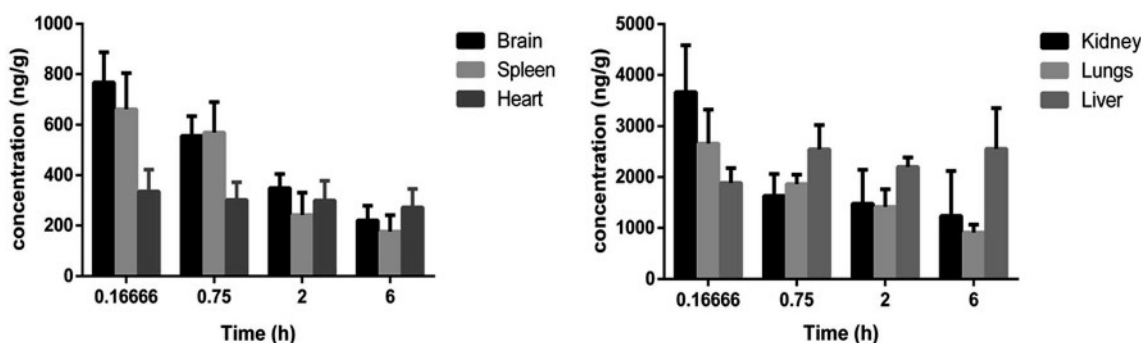 1000
800
600
400
200
0
concentration (ng/g)
0.16666 0.75 2 6
Time (h)
Brain
Spleen
Heart
5000
4000
3000
2000
1000
0
concentration (ng/g)
0.16666 0.75 2 6
Time (h)
Kidney
Lungs
Liver